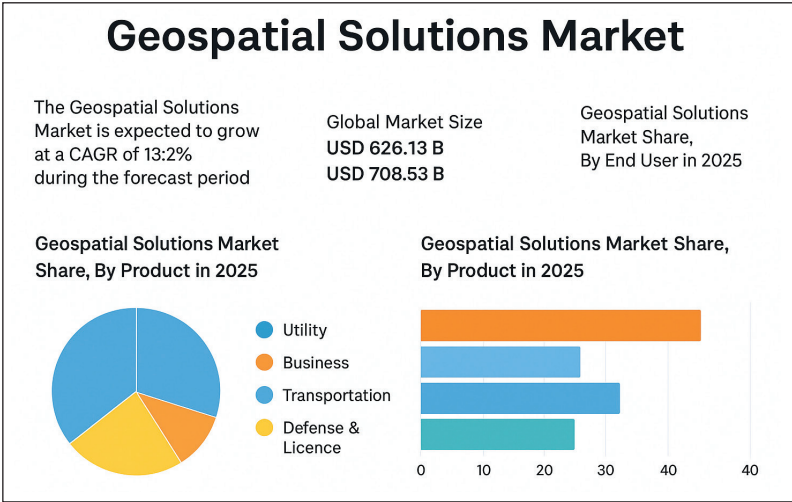 Geospatial Solutions Market
The Geospatial Solutions
Market is expected to grow
at a CAGR of 13:2%
during the forecast period
Global Market Size
USD 626.13 B
USD 708.53 B
Geospatial Solutions
Market Share,
By End User in 2025
Geospatial Solutions Market
Share, By Product in 2025
Utility
Business
Transportation
Defense &
Licence
Geospatial Solutions Market Share,
By Product in 2025
0 10 20 30 40 40